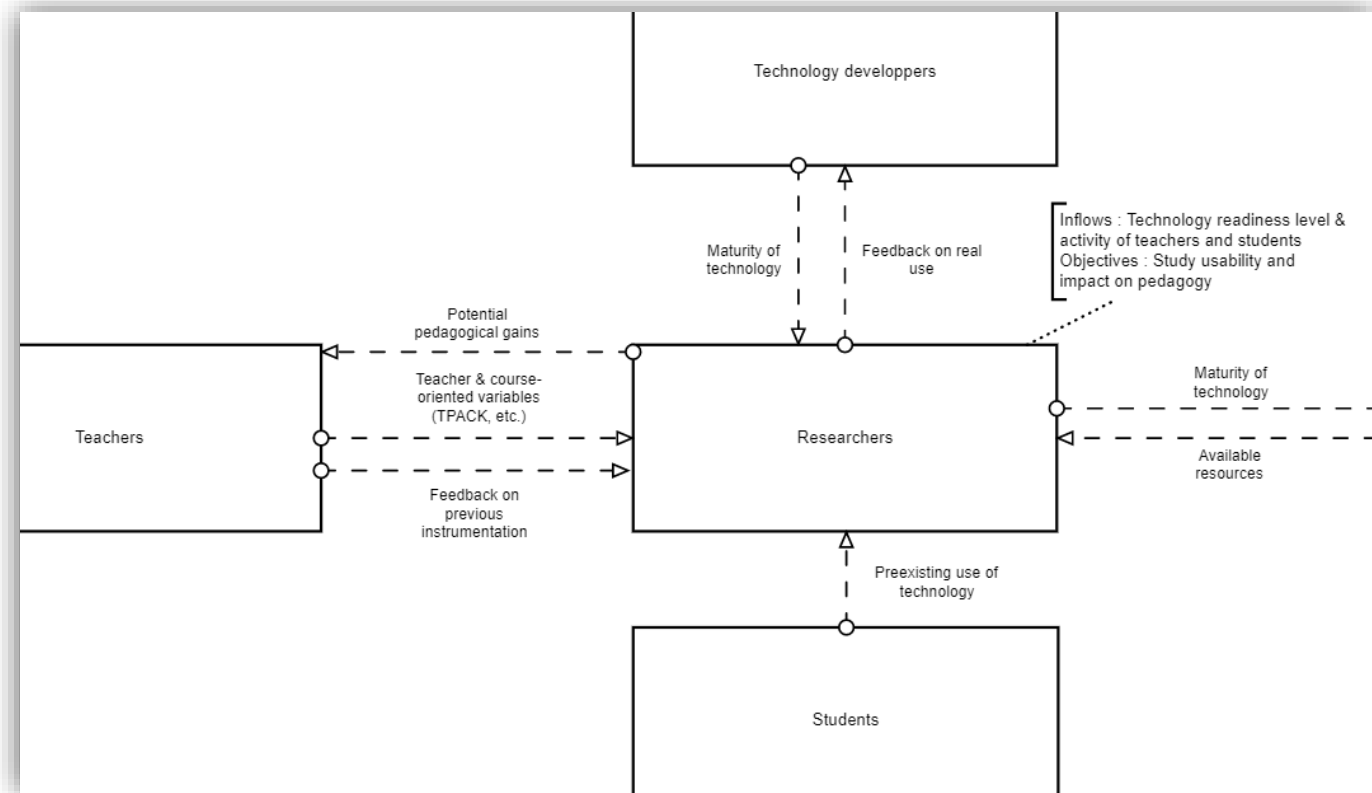 Technology developpers
Inflows : Technology readiness level &
activity of teachers and students
Objectives : Study usability and
impact on pedagogy
Maturity of
technology
Feedback on real
use
Potential
pedagogical gains
Teacher & course-
oriented variables
(TPACK, etc.)
Teachers
Feedback on
previous
instrumentation
Researchers
Maturity of
technology
Available
resources
Preexisting use of
technology
Students